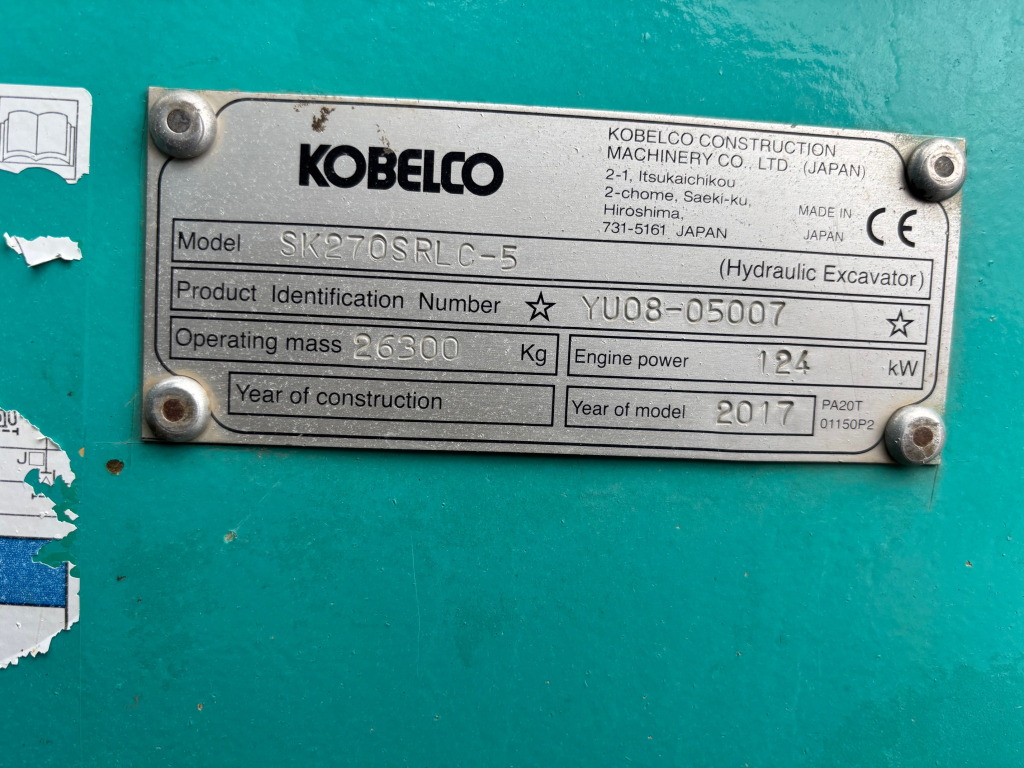 KOBELCO
KOBELCO CONSTRUCTION
MACHINERY CO., LTD. (JAPAN)
2-1, Itsukaichikou
2-chome, Saeki-ku,
Hiroshima,
731-5161 JAPAN
MADE IN
JAPAN
CE
Model SK270SRLC-5 (Hydraulic Excavator)
Product Identification Number ☆ YU08-05007 ☆
Operating mass 26300 Kg
Engine power 124 kW
Year of construction
Year of model 2017
PA20T
01150P2